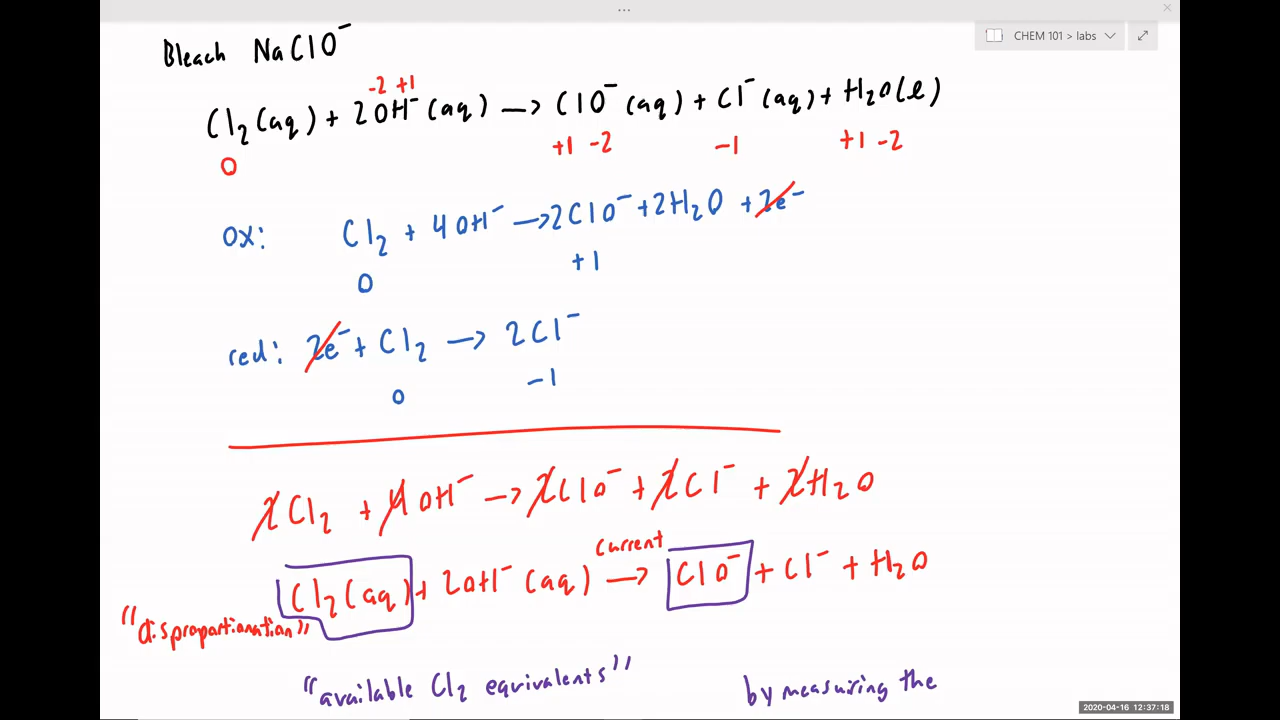 CHEM 101 > labs
Bleach NaClO⁻
-2 +1
Cl₂(aq) + 2OH⁻(aq) → ClO⁻(aq) + Cl⁻(aq) + H₂O(l)
0 +1 -2 -1 +1 -2
ox: Cl₂ + 4OH⁻ → 2ClO⁻ + 2H₂O + 2e⁻
0 +1
red: 2e⁻ + Cl₂ → 2Cl⁻
0 -1
2Cl₂ + 4OH⁻ → 2ClO⁻ + 2Cl⁻ + 2H₂O
current
Cl₂(aq) + 2OH⁻(aq) → ClO⁻ + Cl⁻ + H₂O
"disproportionation"
"available Cl₂ equivalents" by measuring the
2020-04-16 12:37:18